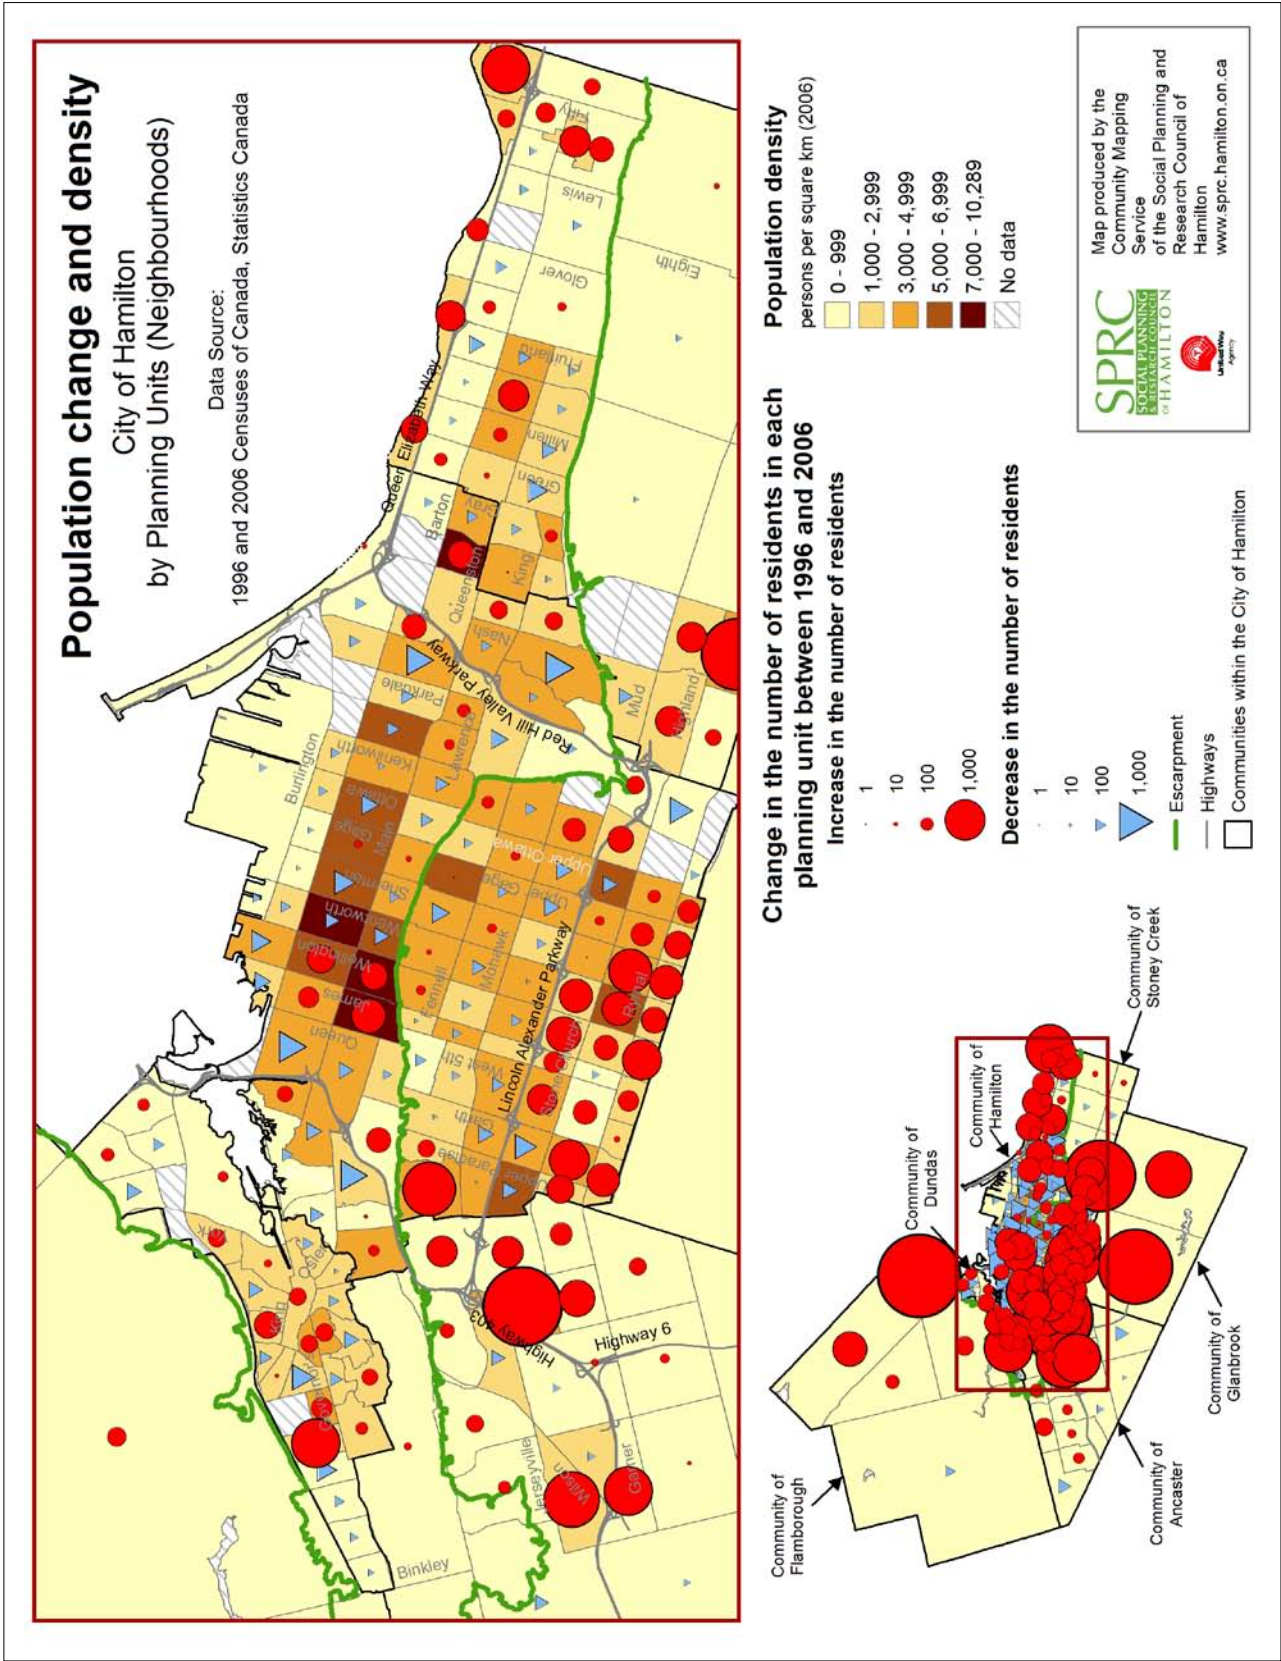 Population change and density
City of Hamilton
by Planning Units (Neighbourhoods)
Data Source:
1996 and 2006 Censuses of Canada, Statistics Canada
Burlington
Queen Elizabeth Way
Barton
Queenston
Gray
King
Nash
Green
Millen
Fruitland
Glover
Lewis
Fifty
Eighth
Parkdale
Red Hill Valley Parkway
Lawrence
Kenilworth
Ottawa
Gage
Main
Sherman
Wentworth
Wellington
James
Queen
Mud
Highland
Upper Ottawa
Upper Gage
Mohawk
Fennell
West 5th
Garth
Upper Paradise
Lincoln Alexander Parkway
Stone Church
Rymal
York
Osler
King
Governor's
Highway 403
Highway 6
Jerseyville
Wilson
Garner
Binkley
Change in the number of residents in each
planning unit between 1996 and 2006
Increase in the number of residents
1
10
100
1,000
Decrease in the number of residents
1
10
100
1,000
Escarpment
Highways
Communities within the City of Hamilton
Population density
persons per square km (2006)
0 - 999
1,000 - 2,999
3,000 - 4,999
5,000 - 6,999
7,000 - 10,289
No data
Community of
Flamborough
Community of
Dundas
Community of
Hamilton
Community of
Stoney Creek
Community of
Ancaster
Community of
Glanbrook
SPRC
SOCIAL PLANNING
& RESEARCH COUNCIL
OF HAMILTON
United Way
Agency
Map produced by the
Community Mapping
Service
of the Social Planning and
Research Council of
Hamilton
www.sprc.hamilton.on.ca